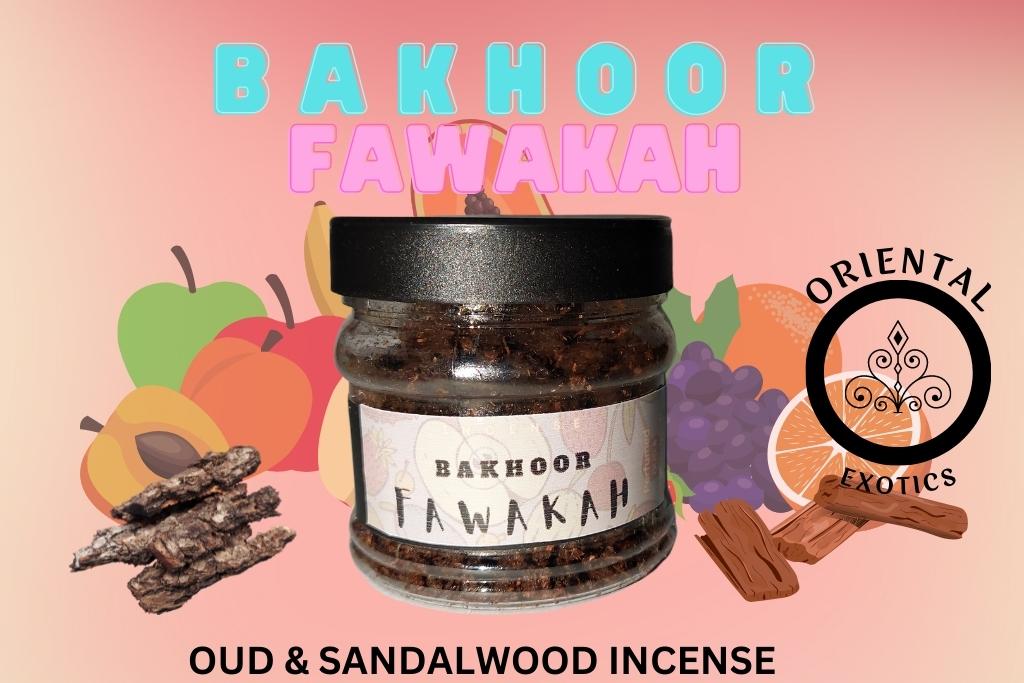 BAKHOOR
FAWAKAH
ORIENTAL
EXOTICS
BAKHOOR
FAWAKAH
OUD & SANDALWOOD INCENSE